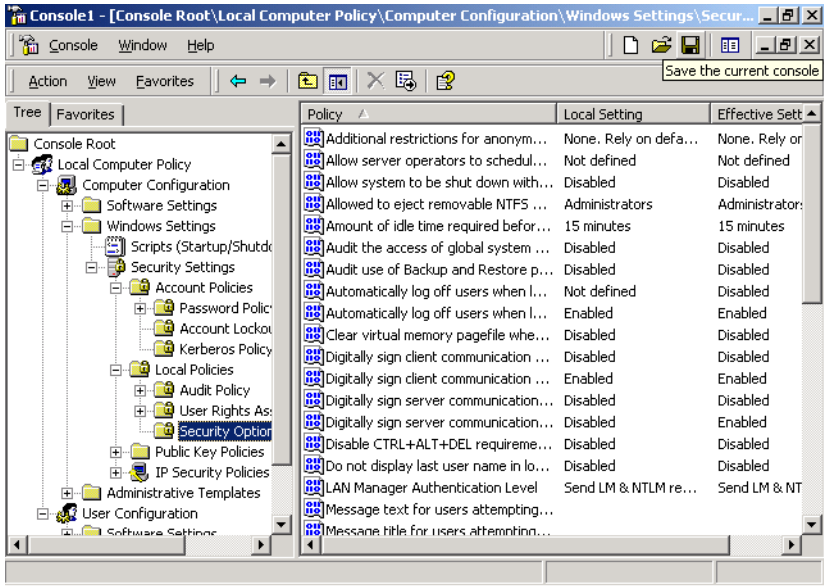 Console1 - [Console Root\Local Computer Policy\Computer Configuration\Windows Settings\Secur...
Console Window Help
Save the current console
Action View Favorites
Tree Favorites
Console Root
Local Computer Policy
Computer Configuration
Software Settings
Windows Settings
Scripts (Startup/Shutdo
Security Settings
Account Policies
Password Polic
Account Lockou
Kerberos Policy
Local Policies
Audit Policy
User Rights Ass
Security Option
Public Key Policies
IP Security Policies
Administrative Templates
User Configuration
Software Settings
Policy Local Setting Effective Sett
Additional restrictions for anonym... None. Rely on defa... None. Rely or
Allow server operators to schedul... Not defined Not defined
Allow system to be shut down with... Disabled Disabled
Allowed to eject removable NTFS ... Administrators Administrators
Amount of idle time required befor... 15 minutes 15 minutes
Audit the access of global system ... Disabled Disabled
Audit use of Backup and Restore p... Disabled Disabled
Automatically log off users when l... Not defined Disabled
Automatically log off users when l... Enabled Enabled
Clear virtual memory pagefile whe... Disabled Disabled
Digitally sign client communication ... Disabled Disabled
Digitally sign client communication ... Enabled Enabled
Digitally sign server communication... Disabled Disabled
Digitally sign server communication... Disabled Enabled
Disable CTRL+ALT+DEL requireme... Disabled Disabled
Do not display last user name in lo... Disabled Disabled
LAN Manager Authentication Level Send LM & NTLM re... Send LM & NT
Message text for users attempting...
Message title for users attempting...